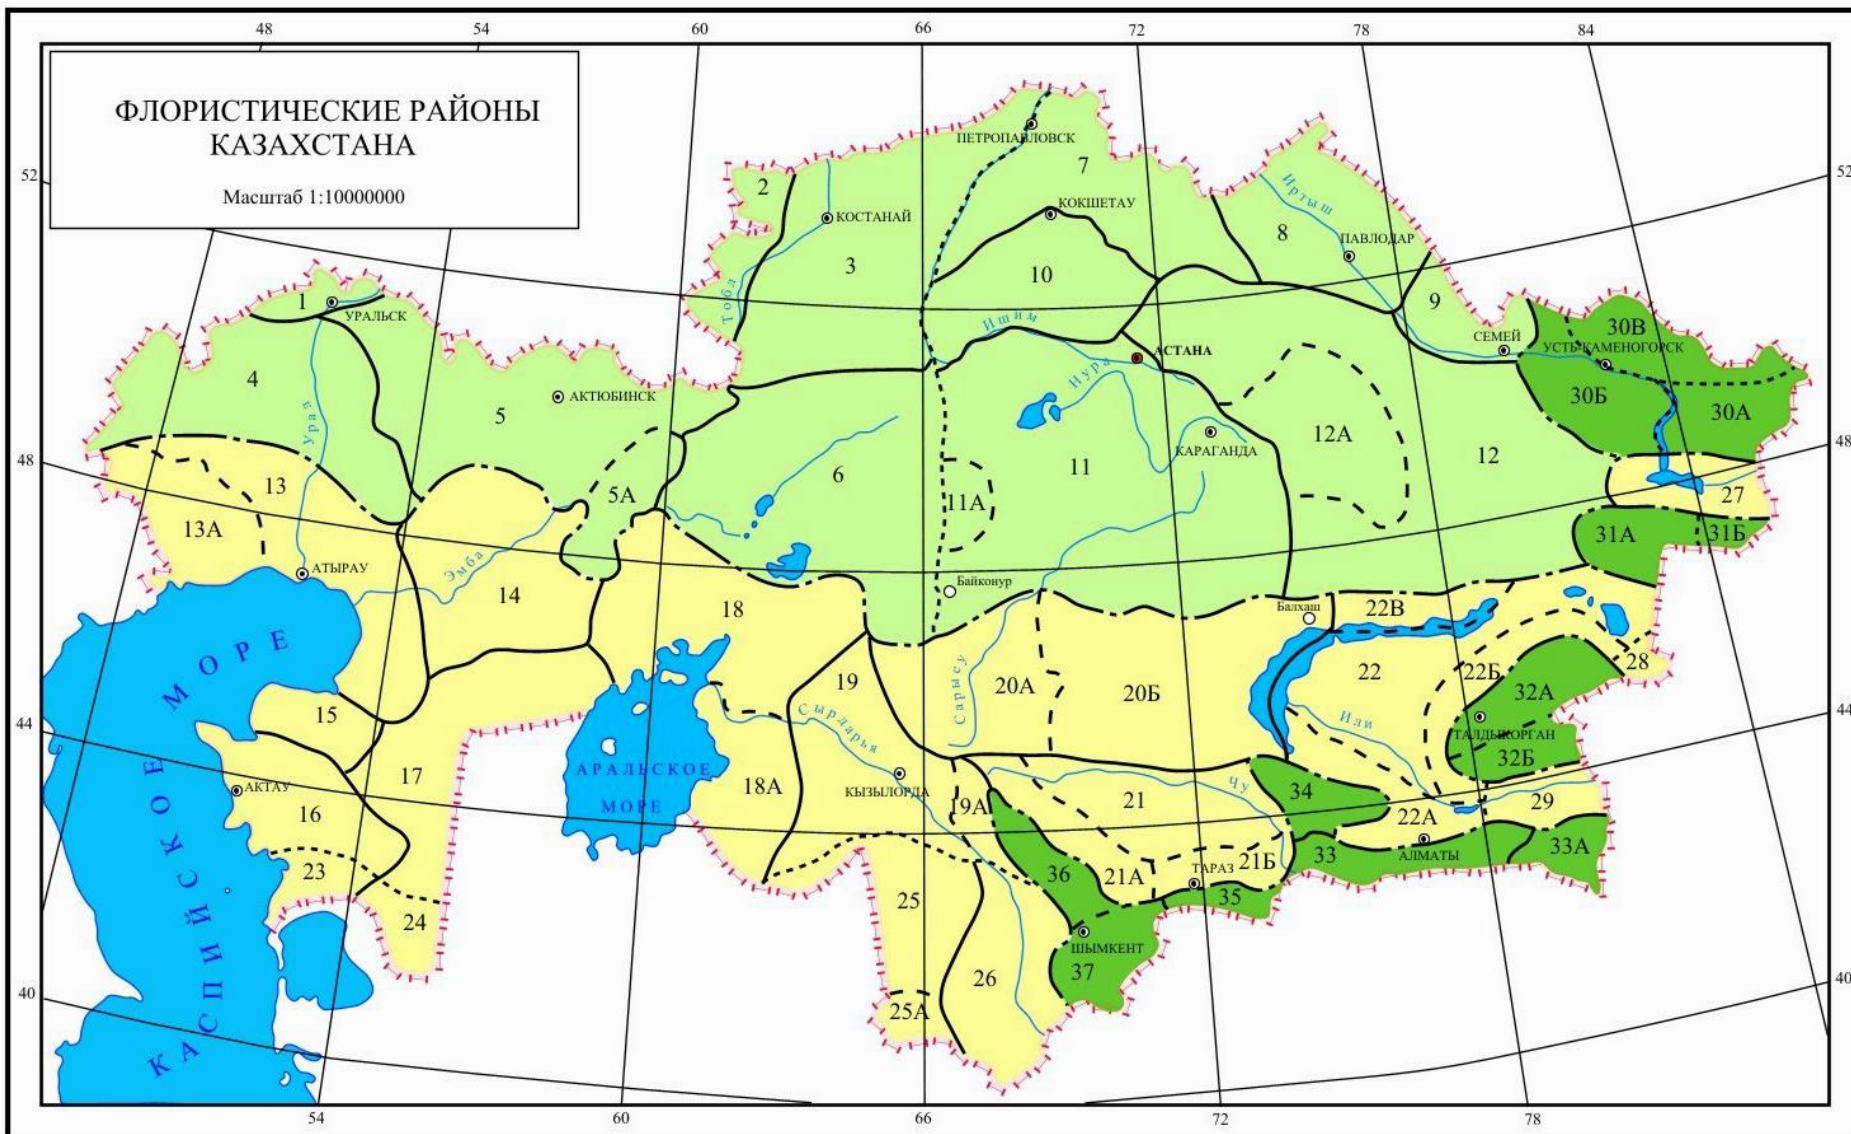 48 54 60 66 72 78 84
ФЛОРИСТИЧЕСКИЕ РАЙОНЫ
КАЗАХСТАНА
Масштаб 1:10000000
52
52
ПЕТРОПАВЛОВСК
7
2
КОСТАНАЙ
КОКШЕТАУ
Иртыш
8
ПАВЛОДАР
3
10
Тобл
1
УРАЛЬСК
9
Ишим
СЕМЕЙ
30В
УСТЬ-КАМЕНОГОРСК
АСТАНА
Нура
4
АКТЮБИНСК
5
Урал
30Б
30А
12А
КАРАГАНДА
12
48
48
6
11
11А
5А
13
13А
27
31А
31Б
АТЫРАУ
Эмба
14
Байконур
18
Балхаш
22В
КАСПИЙСКОЕ МОРЕ
19
Сарысу
20А
20Б
22
22Б
28
32А
15
Сырдарья
Или
44
44
ТАЛДЫКОРГАН
32Б
17
АРАЛЬСКОЕ
МОРЕ
АКТАУ
18А
КЫЗЫЛОРДА
19А
21
Чу
34
29
16
22А
АЛМАТЫ
33
33А
23
ТАРАЗ
21Б
21А
36
35
25
24
ШЫМКЕНТ
37
26
40
40
25А
54 60 66 72 78